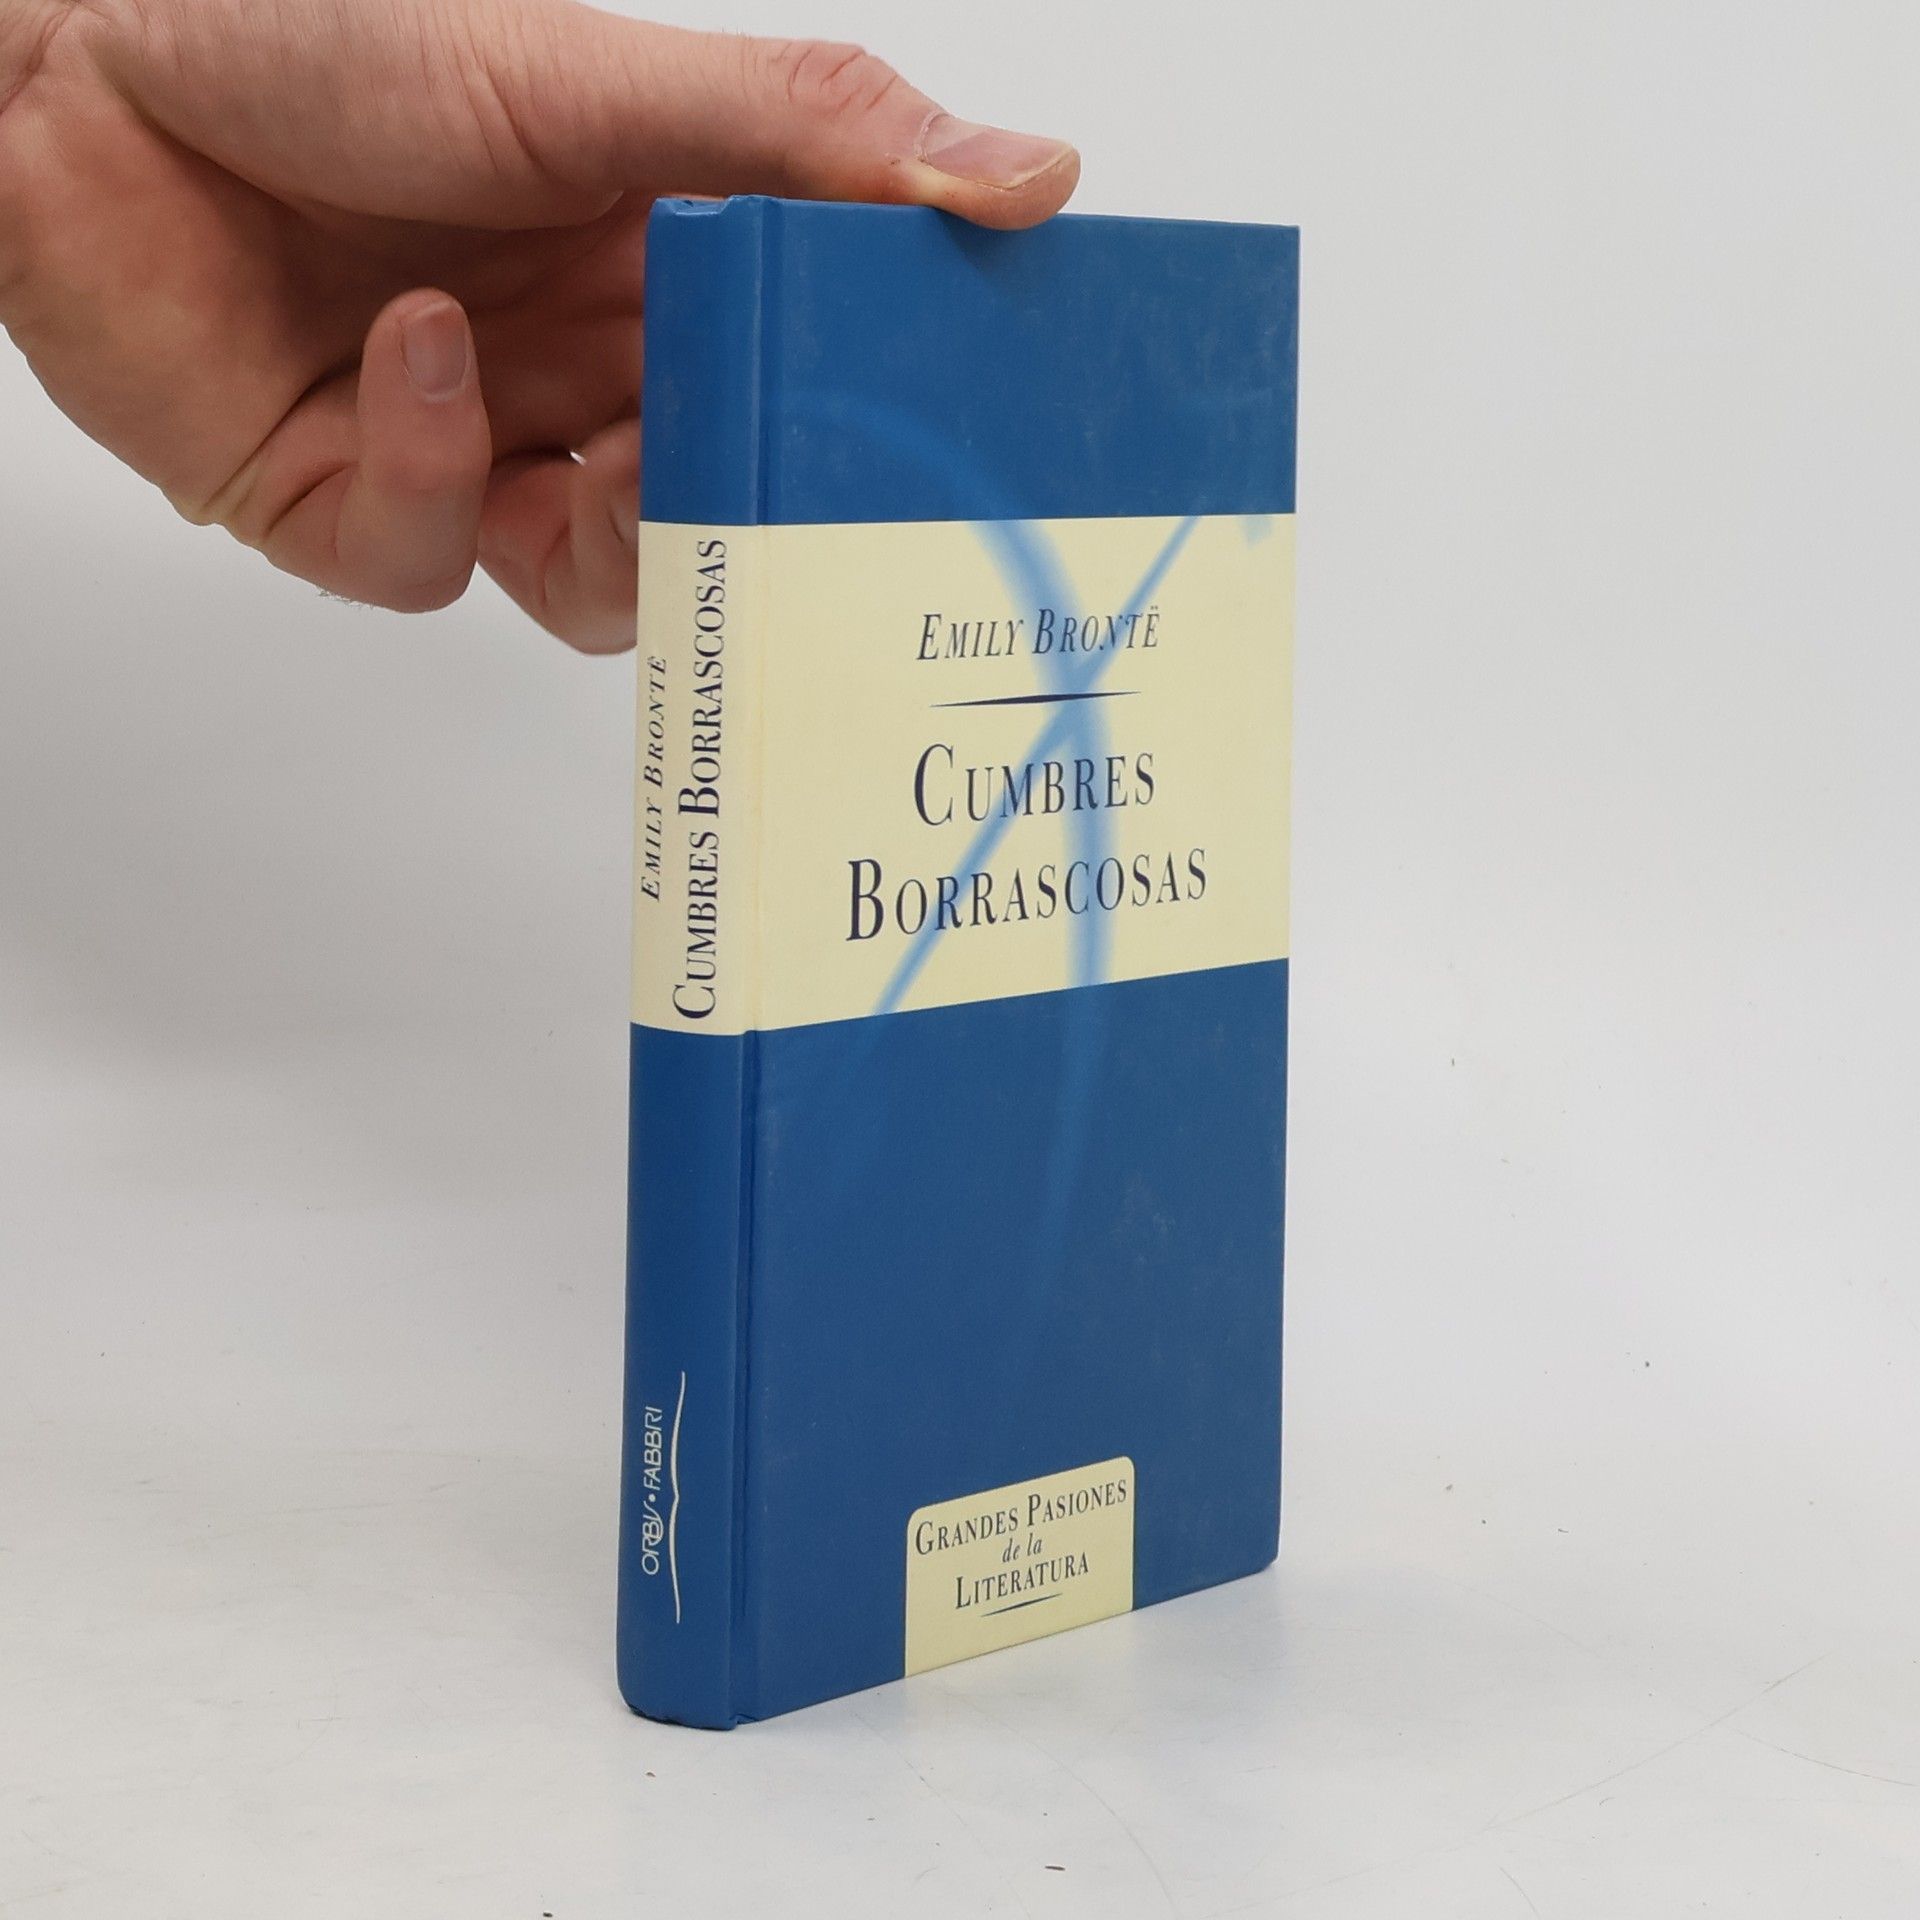 EMILY BRONTË
CUMBRES BORRASCOSAS
ORBIS • FABBRI
EMILY BRONTË
CUMBRES
BORRASCOSAS
GRANDES PASIONES
de la
LITERATURA